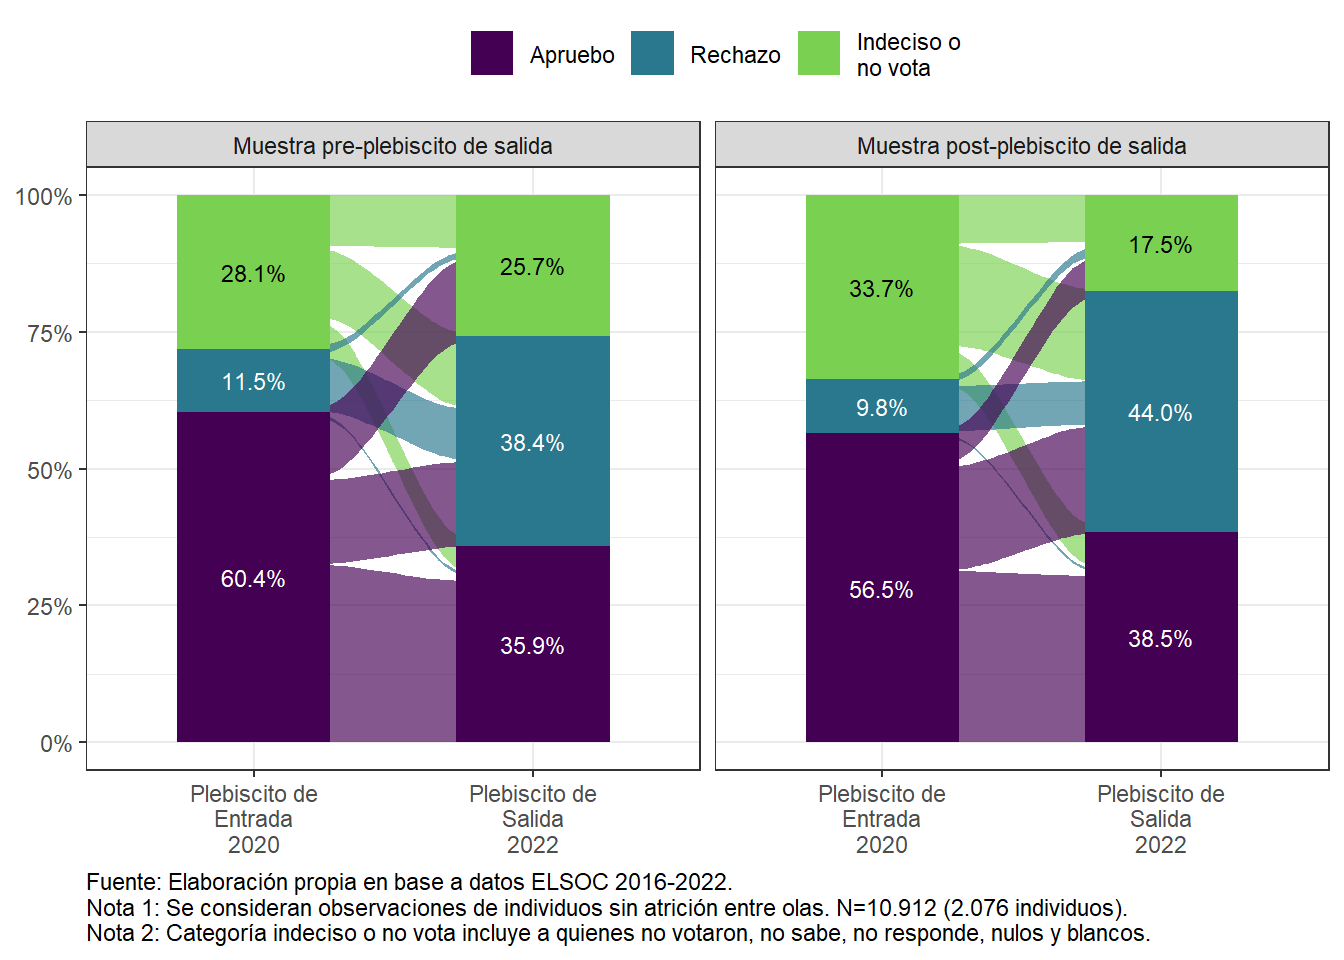 Apruebo
Rechazo
Indeciso o
no vota
Muestra pre-plebiscito de salida
Muestra post-plebiscito de salida
100%
75%
50%
25%
0%
28.1%
11.5%
60.4%
25.7%
38.4%
35.9%
33.7%
9.8%
56.5%
17.5%
44.0%
38.5%
Plebiscito de
Entrada
2020
Plebiscito de
Salida
2022
Plebiscito de
Entrada
2020
Plebiscito de
Salida
2022
Fuente: Elaboración propia en base a datos ELSOC 2016-2022.
Nota 1: Se consideran observaciones de individuos sin atrición entre olas. N=10.912 (2.076 individuos).
Nota 2: Categoría indeciso o no vota incluye a quienes no votaron, no sabe, no responde, nulos y blancos.